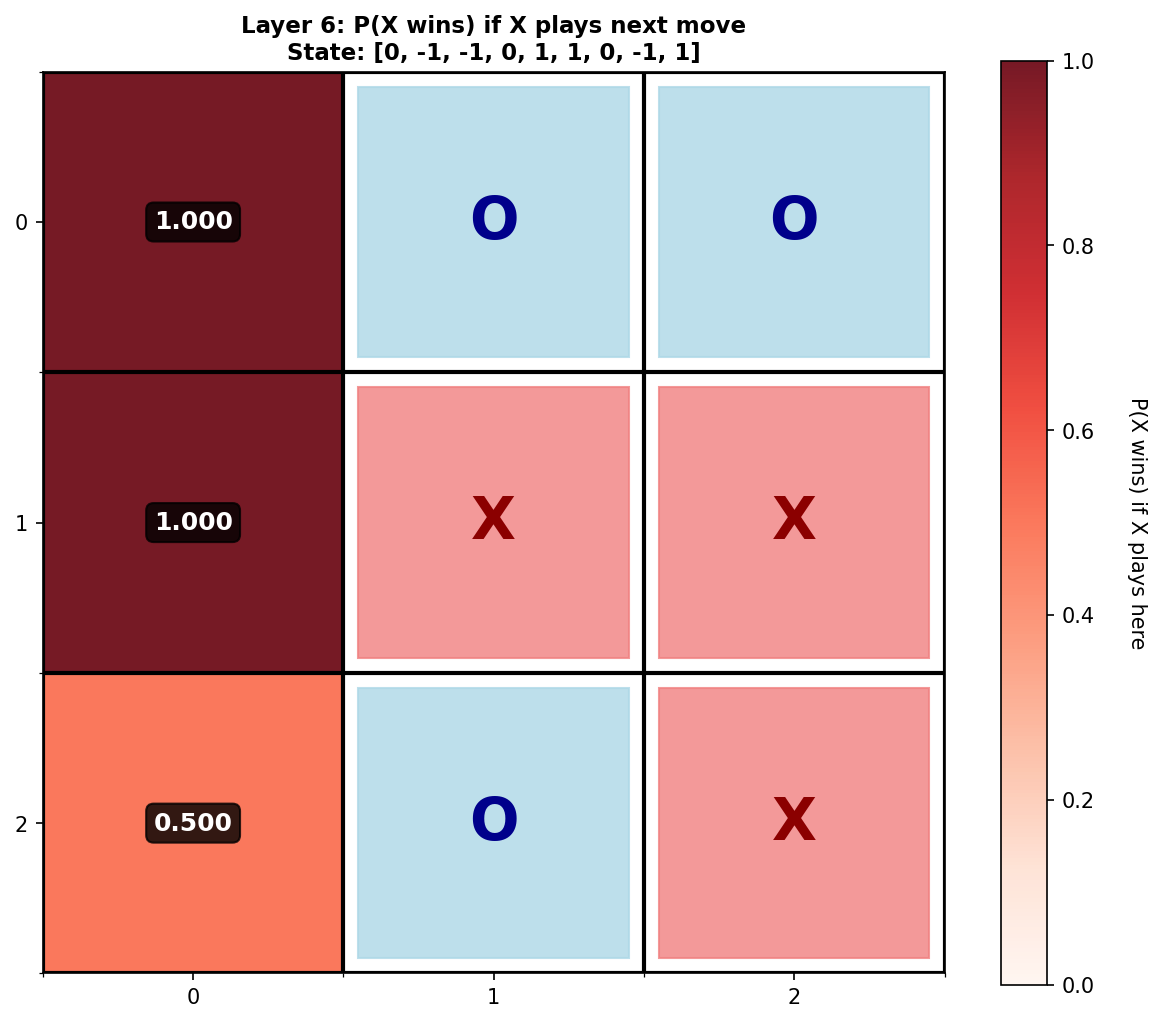 Layer 6: P(X wins) if X plays next move
State: [0, -1, -1, 0, 1, 1, 0, -1, 1]
0
1.000
O
O
1
1.000
X
X
2
0.500
O
X
0
1
2
1.0
0.8
0.6
0.4
0.2
0.0
P(X wins) if X plays here